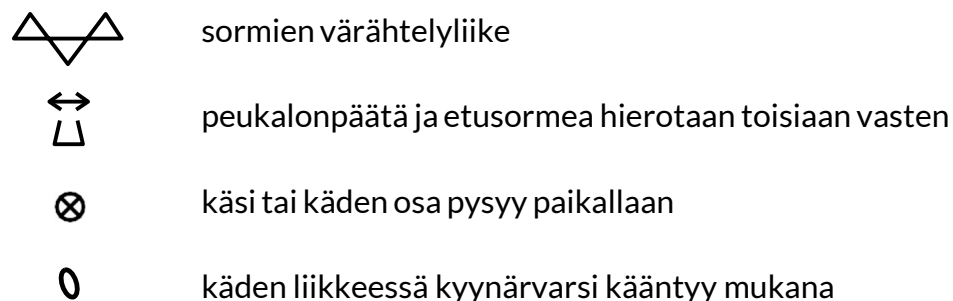 sormien värähtelyliike
peukalonpäätä ja etusormea hierotaan toisiaan vasten
käsi tai käden osa pysyy paikallaan
käden liikkeessä kyynärvarsi kääntyy mukana